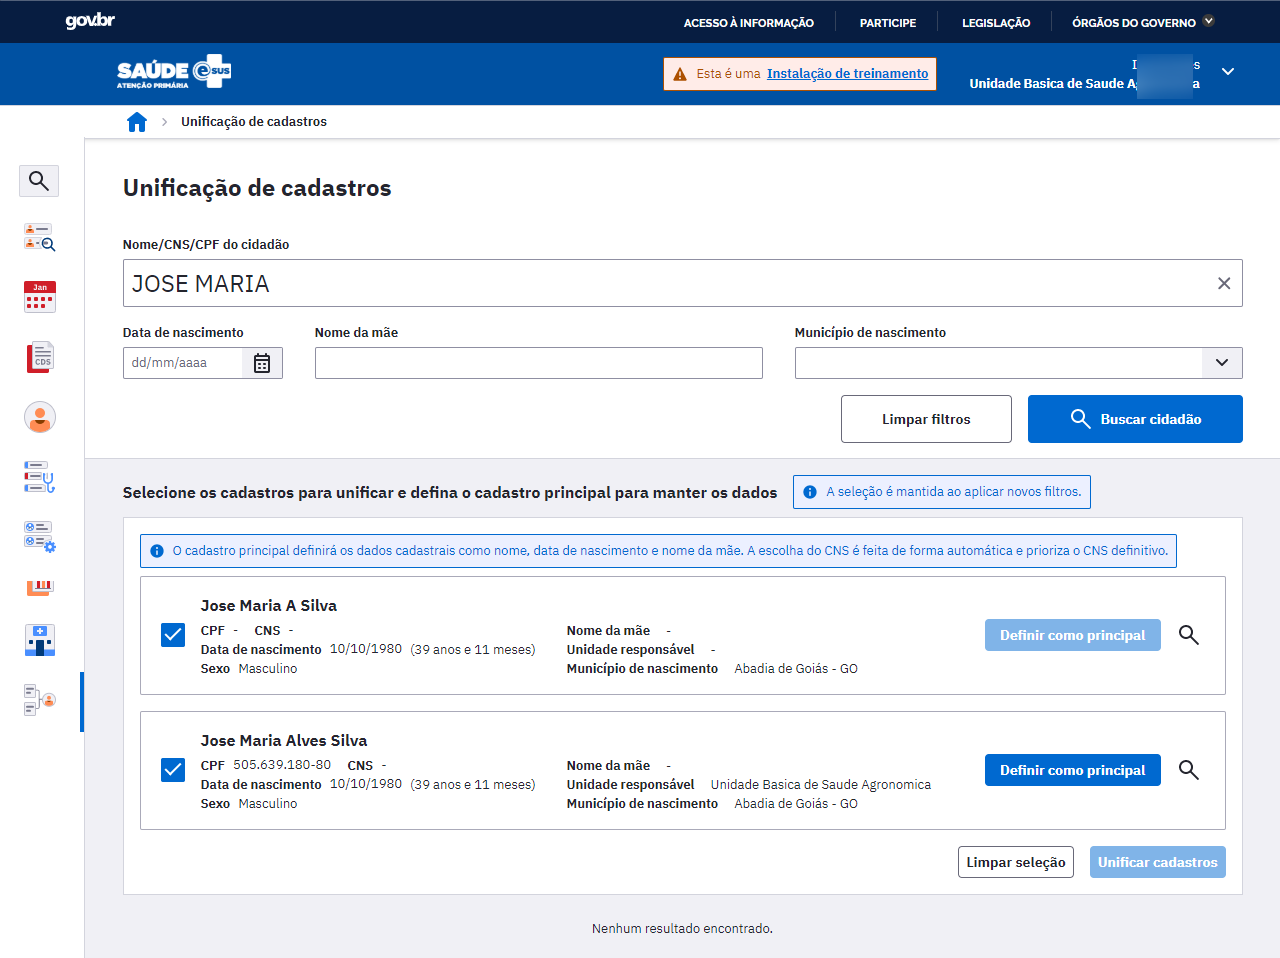 gov.br
ACESSO À INFORMAÇÃO
PARTICIPE
LEGISLAÇÃO
ÓRGÃOS DO GOVERNO
SAÚDE e SUS
ATENÇÃO PRIMÁRIA
Esta é uma Instalação de treinamento
Unidade Basica de Saude
Unificação de cadastros
Unificação de cadastros
Nome/CNS/CPF do cidadão
JOSE MARIA
Data de nascimento
Nome da mãe
Município de nascimento
dd/mm/aaaa
Limpar filtros
Buscar cidadão
Selecione os cadastros para unificar e defina o cadastro principal para manter os dados
A seleção é mantida ao aplicar novos filtros.
O cadastro principal definirá os dados cadastrais como nome, data de nascimento e nome da mãe. A escolha do CNS é feita de forma automática e prioriza o CNS definitivo.
Jose Maria A Silva
CPF - CNS -
Data de nascimento 10/10/1980 (39 anos e 11 meses)
Sexo Masculino
Nome da mãe -
Unidade responsável -
Município de nascimento Abadia de Goiás - GO
Definir como principal
Jose Maria Alves Silva
CPF 505.639.180-80 CNS -
Data de nascimento 10/10/1980 (39 anos e 11 meses)
Sexo Masculino
Nome da mãe -
Unidade responsável Unidade Basica de Saude Agronomica
Município de nascimento Abadia de Goiás - GO
Definir como principal
Limpar seleção
Unificar cadastros
Nenhum resultado encontrado.
Jan
CDS